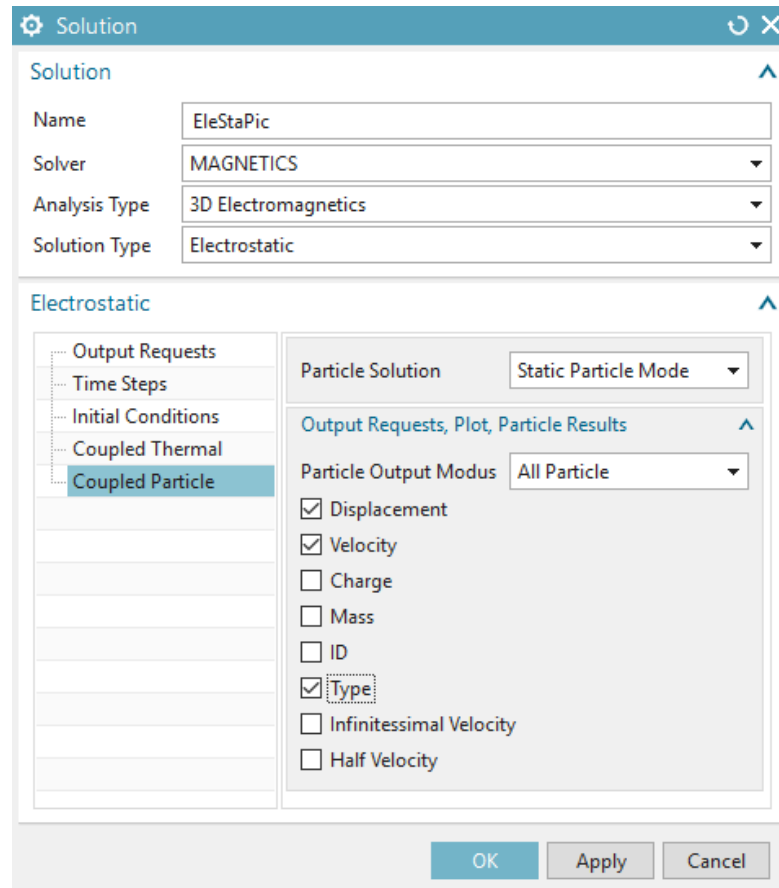 Solution
Solution
Name EleStaPic
Solver MAGNETICS
Analysis Type 3D Electromagnetics
Solution Type Electrostatic
Electrostatic
Output Requests
Time Steps
Initial Conditions
Coupled Thermal
Coupled Particle
Particle Solution Static Particle Mode
Output Requests, Plot, Particle Results
Particle Output Modus All Particle
Displacement
Velocity
Charge
Mass
ID
Type
Infinitessimal Velocity
Half Velocity
OK Apply Cancel